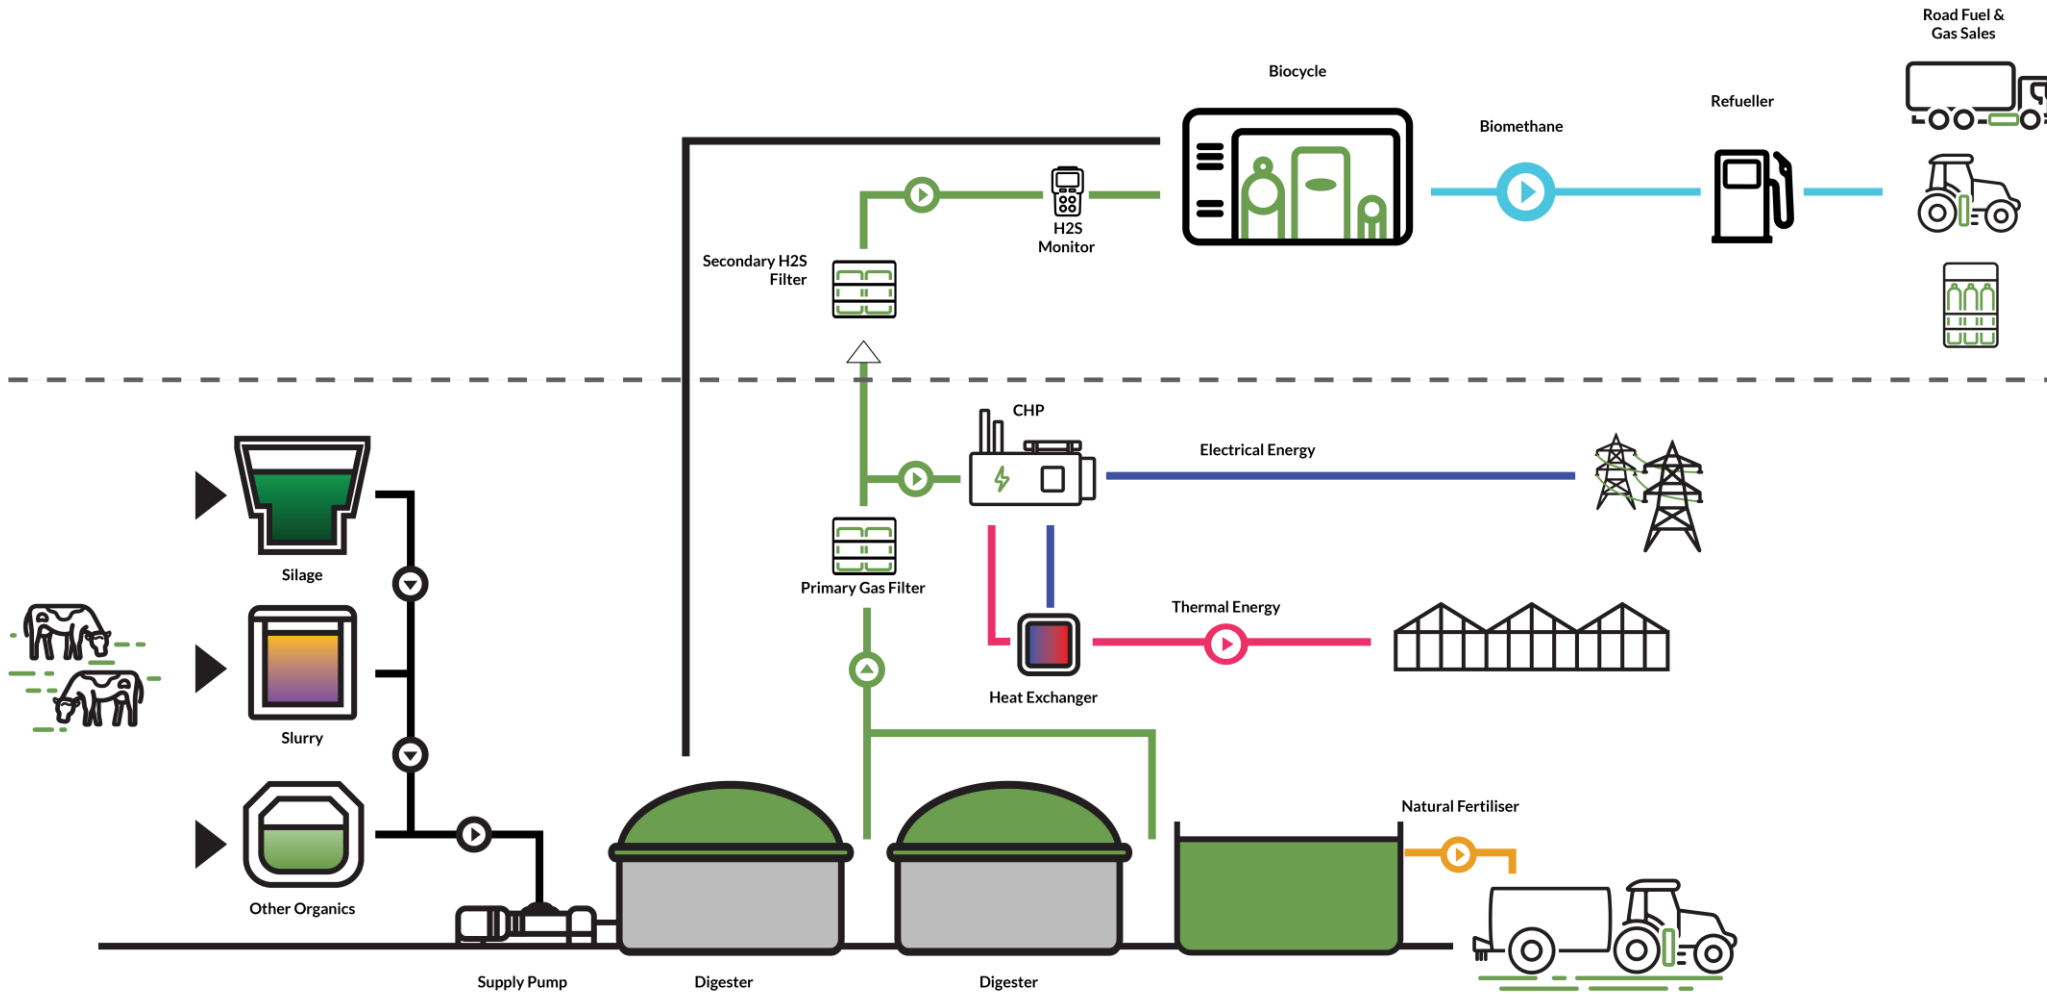 Road Fuel &
Gas Sales
Biocycle
Refueller
Biomethane
H2S
Monitor
Secondary H2S
Filter
CHP
Electrical Energy
Silage
Primary Gas Filter
Thermal Energy
Heat Exchanger
Slurry
Natural Fertiliser
Other Organics
Supply Pump
Digester
Digester